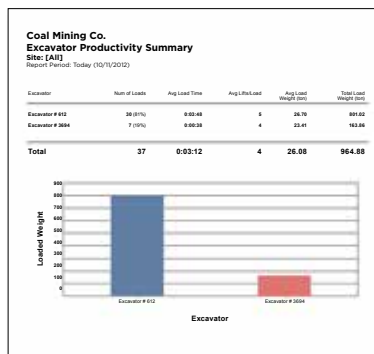 Coal Mining Co.
Excavator Productivity Summary
Site: [All]
Report Period: Today (10/11/2012)
Excavator Num of Loads Avg Load Time Avg Lifts/Load Avg Load Weight (ton) Total Load Weight (ton)
Excavator # 612 30 (81%) 0:03:48 5 26.70 801.02
Excavator # 3694 7 (19%) 0:00:38 4 23.41 163.86
Total 37 0:03:12 4 26.08 964.88
900
800
700
600
500
400
300
200
100
0
Loaded Weight
Excavator # 612 Excavator # 3694
Excavator